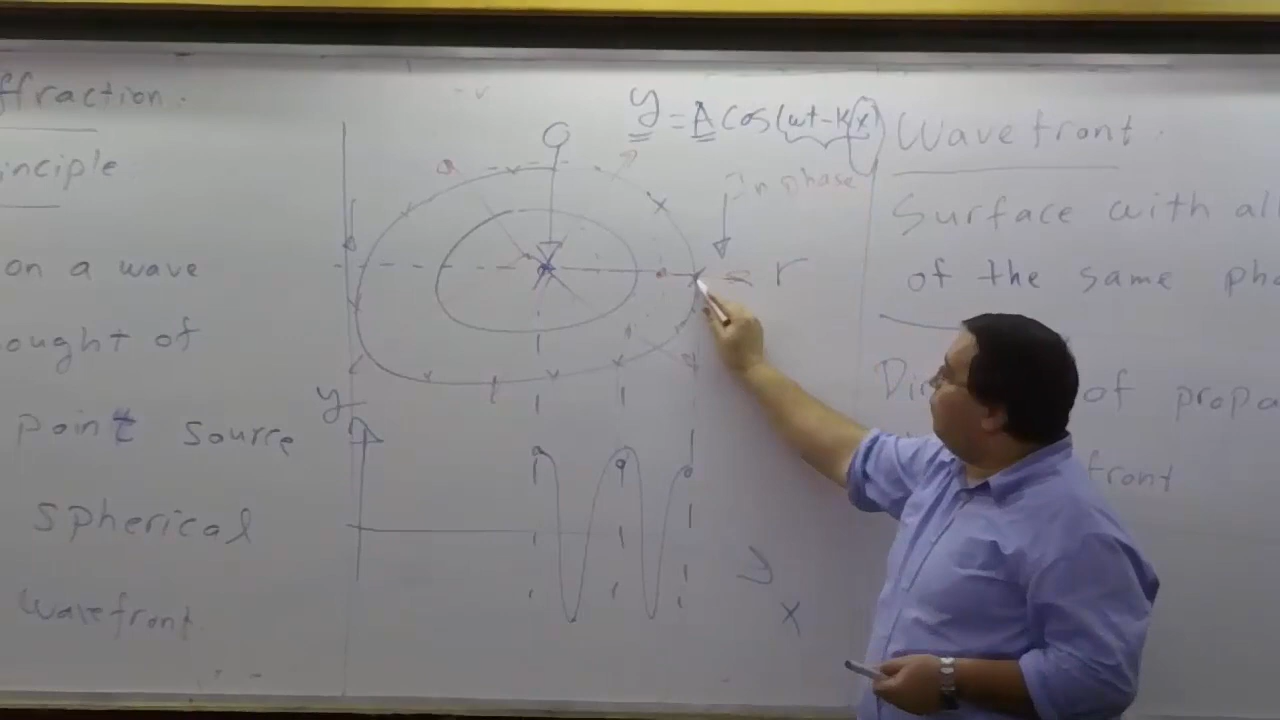 ffraction.
inciple
on a wave
ought of
point source
spherical
wavefront.
y = A cos(wt - kx)
In phase
r
y
x
Wavefront.
Surface with all
of the same pha
Di of propa
front